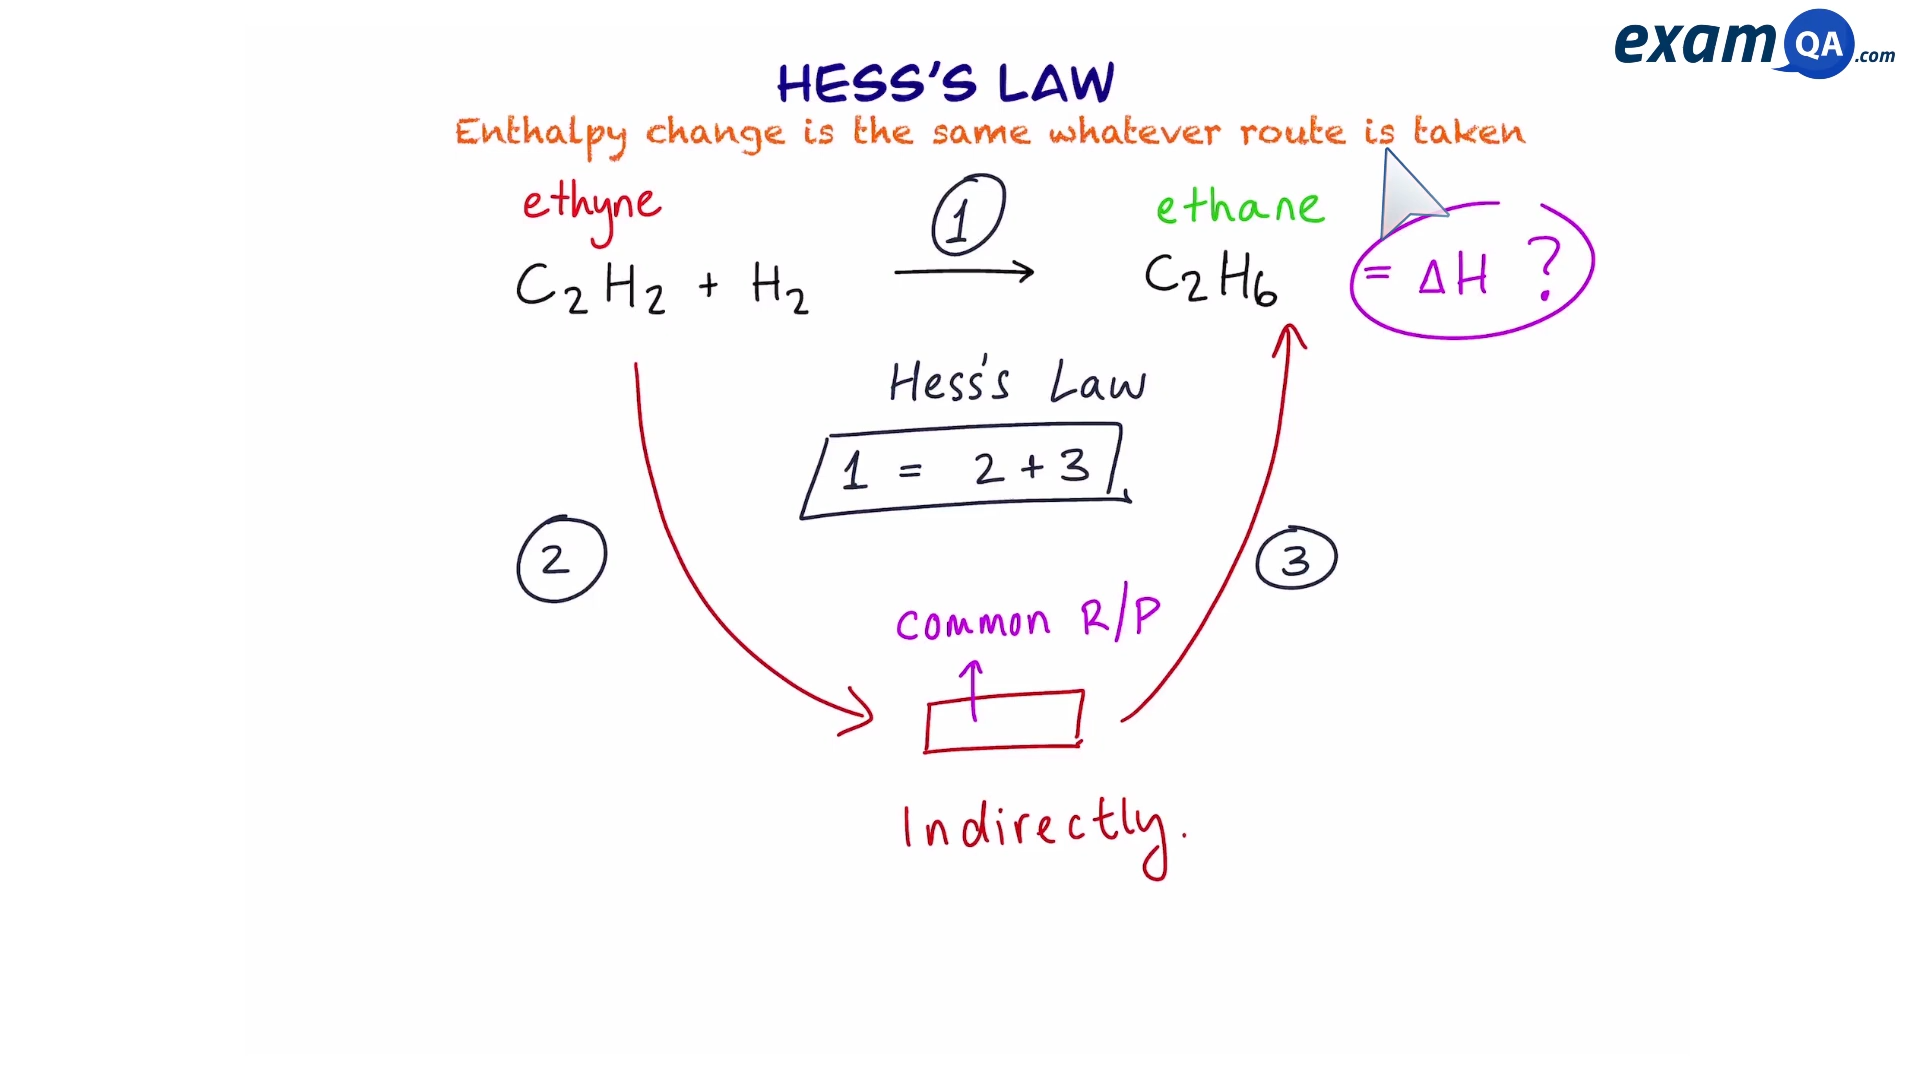 examQA.com
HESS'S LAW
Enthalpy change is the same whatever route is taken
ethyne
1
ethane
C₂H₂ + H₂
C₂H₆
= ΔH ?
Hess's Law
1 = 2 + 3
2
3
common R/P
Indirectly.